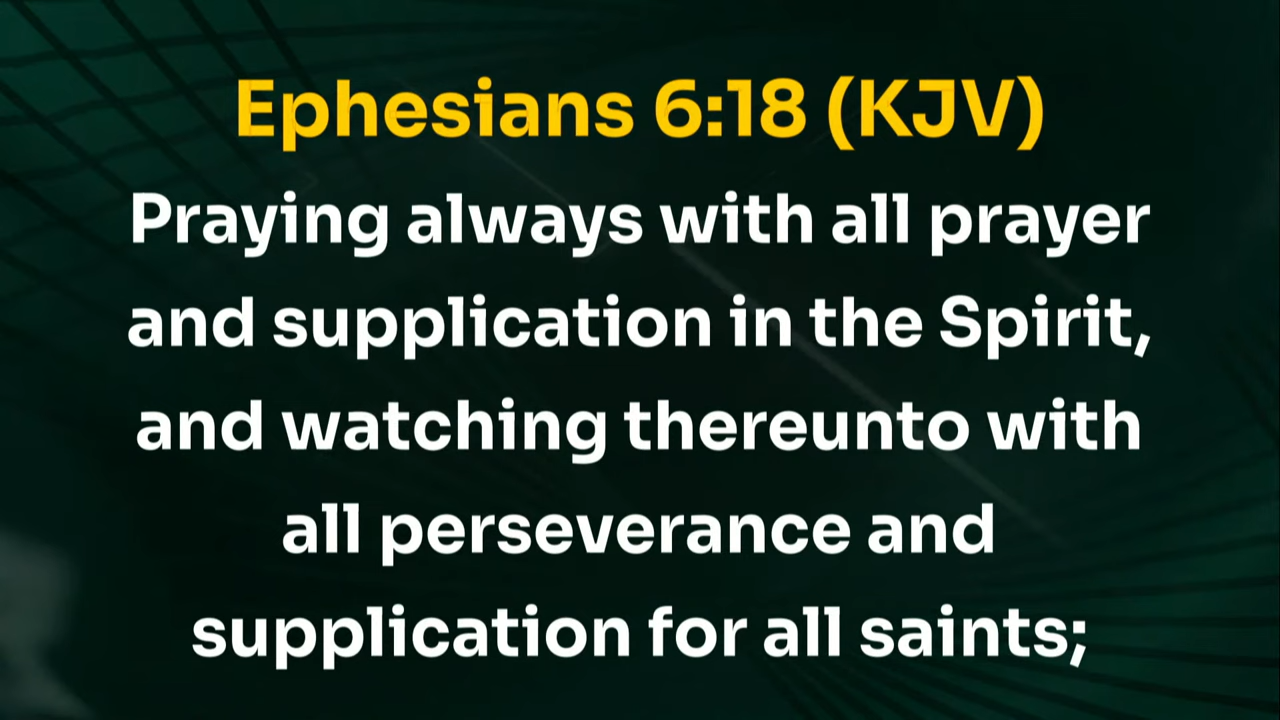 Ephesians 6:18 (KJV)
Praying always with all prayer
and supplication in the Spirit,
and watching thereunto with
all perseverance and
supplication for all saints;